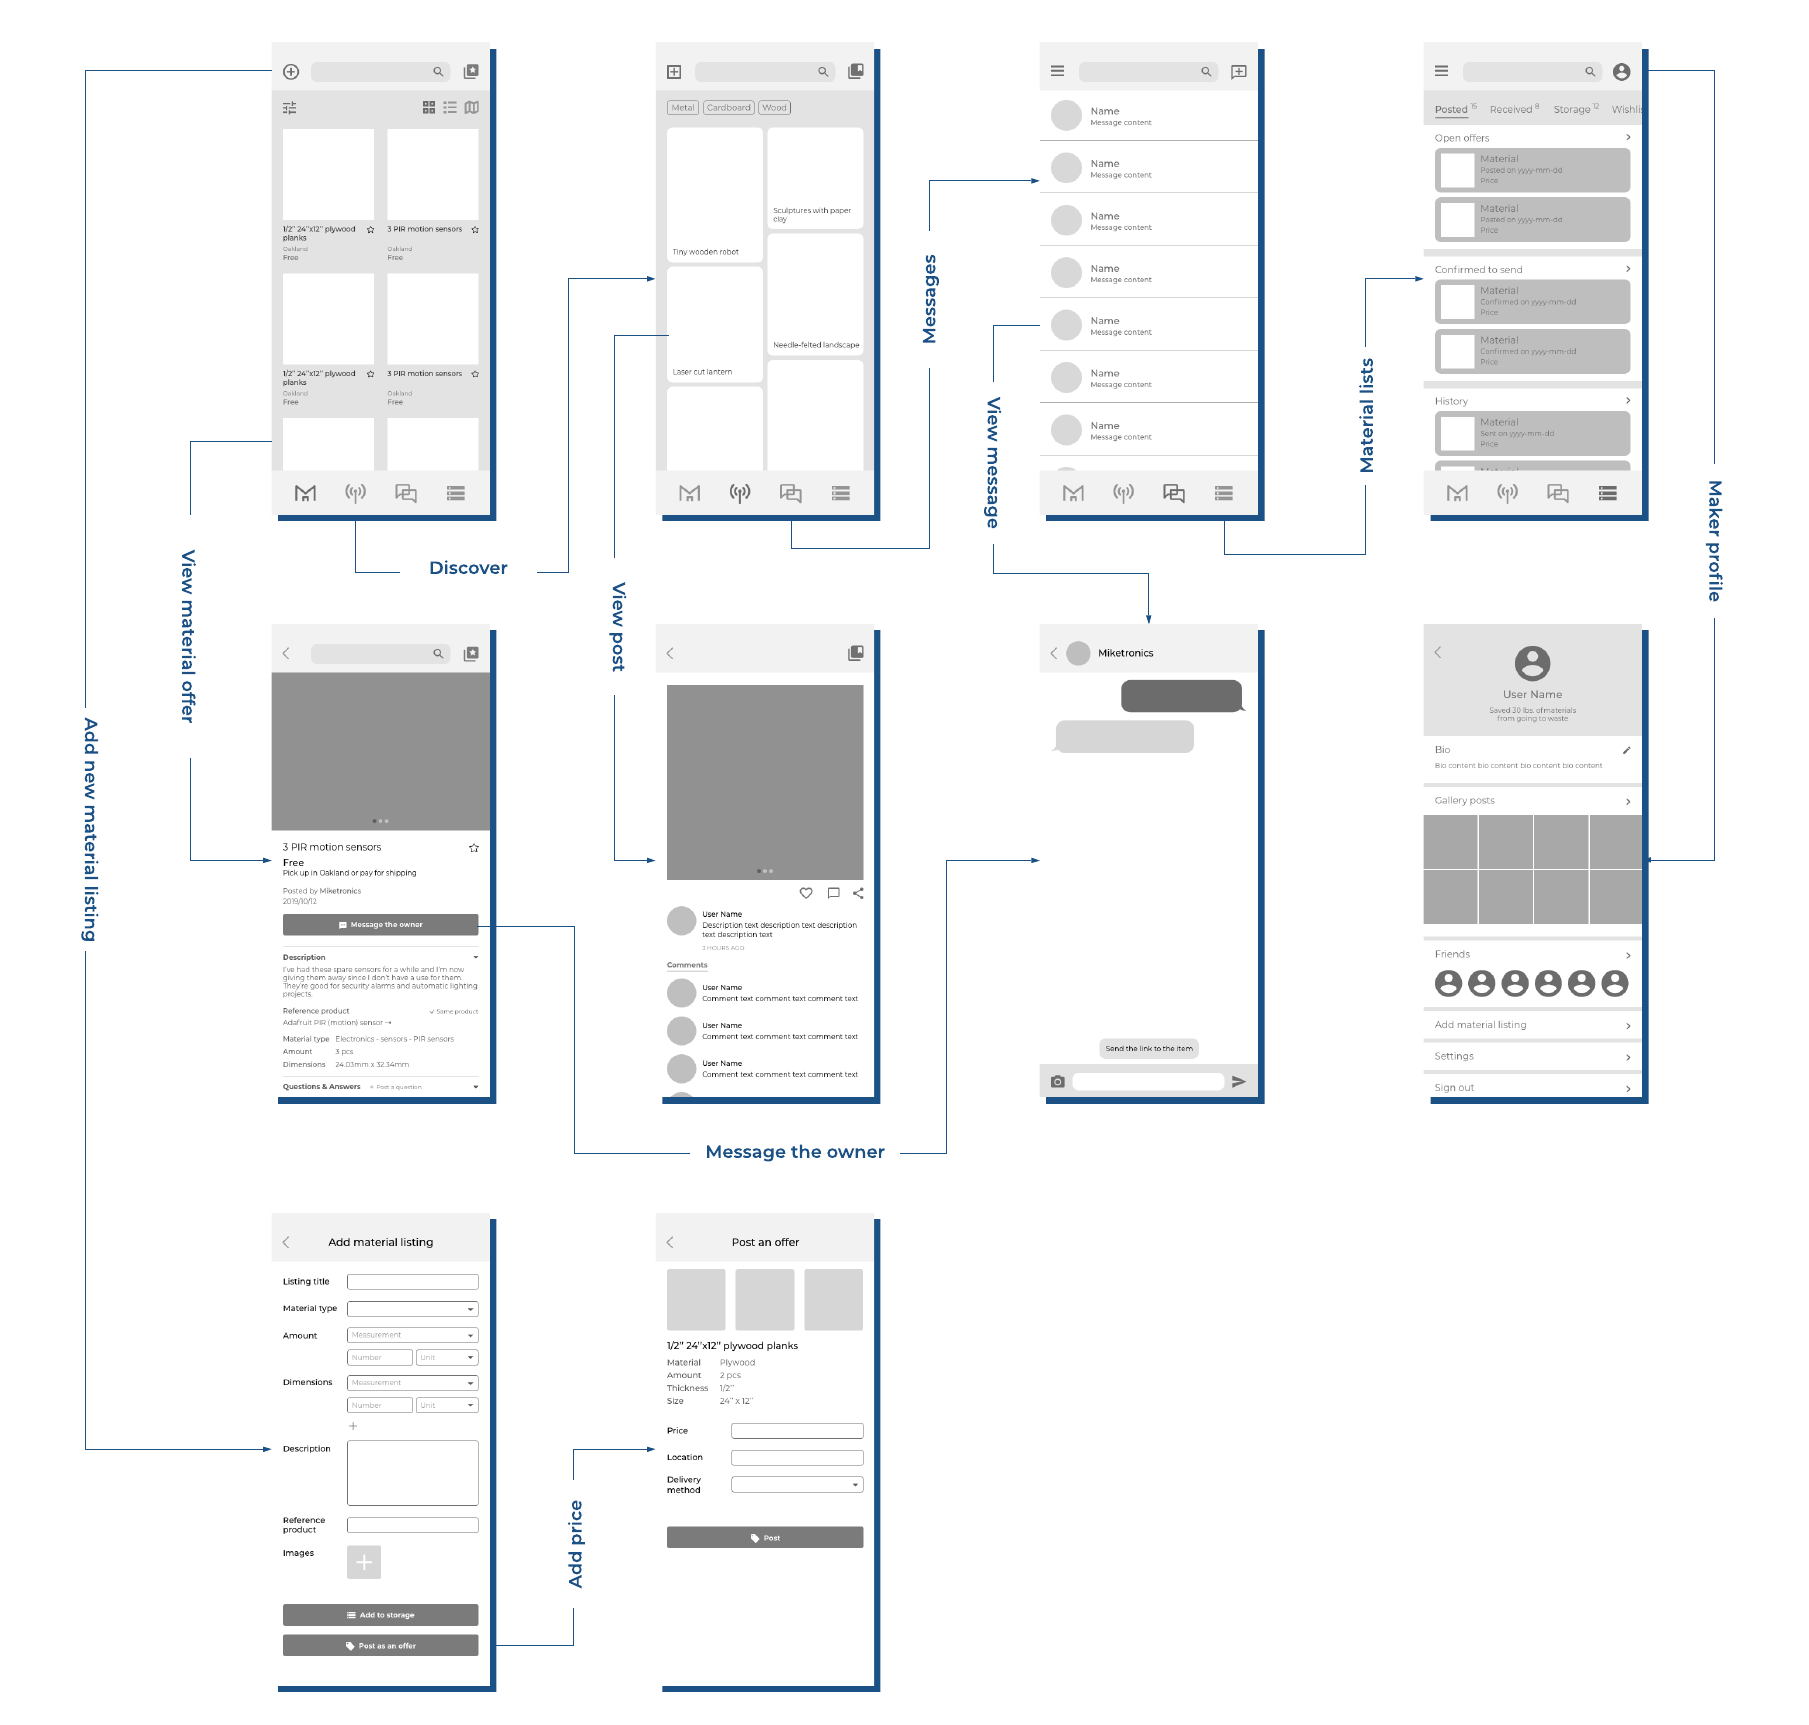 1/2’’ 24’’x12’’ plywood
planks
Oakland
Free
3 PIR motion sensors
Oakland
Free
1/2’’ 24’’x12’’ plywood
planks
Oakland
Free
3 PIR motion sensors
Oakland
Free
Metal
Cardboard
Wood
Sculptures with paper
clay
Tiny wooden robot
Needle-felted landscape
Laser cut lantern
Name
Message content
Name
Message content
Name
Message content
Name
Message content
Name
Message content
Name
Message content
Name
Message content
Posted 15
Received 8
Storage 12
Wishlis
Open offers
Material
Posted on yyyy-mm-dd
Price
Material
Posted on yyyy-mm-dd
Price
Confirmed to send
Material
Confirmed on yyyy-mm-dd
Price
Material
Confirmed on yyyy-mm-dd
Price
History
Material
Sent on yyyy-mm-dd
Price
Material
Discover
Messages
Material lists
View message
View post
View material offer
Add new material listing
Maker profile
3 PIR motion sensors
Free
Pick up in Oakland or pay for shipping
Posted by Miketronics
2019/10/12
Message the owner
Description
I’ve had these spare sensors for a while and I’m now
giving them away since I don’t have a use for them.
They’re good for security alarms and automatic lighting
projects.
Reference product
✓ Same product
Adafruit PIR (motion) sensor →
Material type Electronics - sensors - PIR sensors
Amount 3 pcs
Dimensions 24.03mm x 32.34mm
Questions & Answers + Post a question
User Name
Description text description text description
text description text
3 HOURS AGO
Comments
User Name
Comment text comment text comment text
User Name
Comment text comment text comment text
User Name
Comment text comment text comment text
Miketronics
Send the link to the item
User Name
Saved 30 lbs. of materials
from going to waste
Bio
Bio content bio content bio content bio content
Gallery posts
Friends
Add material listing
Settings
Sign out
Message the owner
Add material listing
Listing title
Material type
Amount
Measurement
Number
Unit
Dimensions
Measurement
Number
Unit
+
Description
Reference
product
Images
Add to storage
Post as an offer
Add price
Post an offer
1/2’’ 24’’x12’’ plywood planks
Material Plywood
Amount 2 pcs
Thickness 1/2’’
Size 24’’ x 12’’
Price
Location
Delivery
method
Post